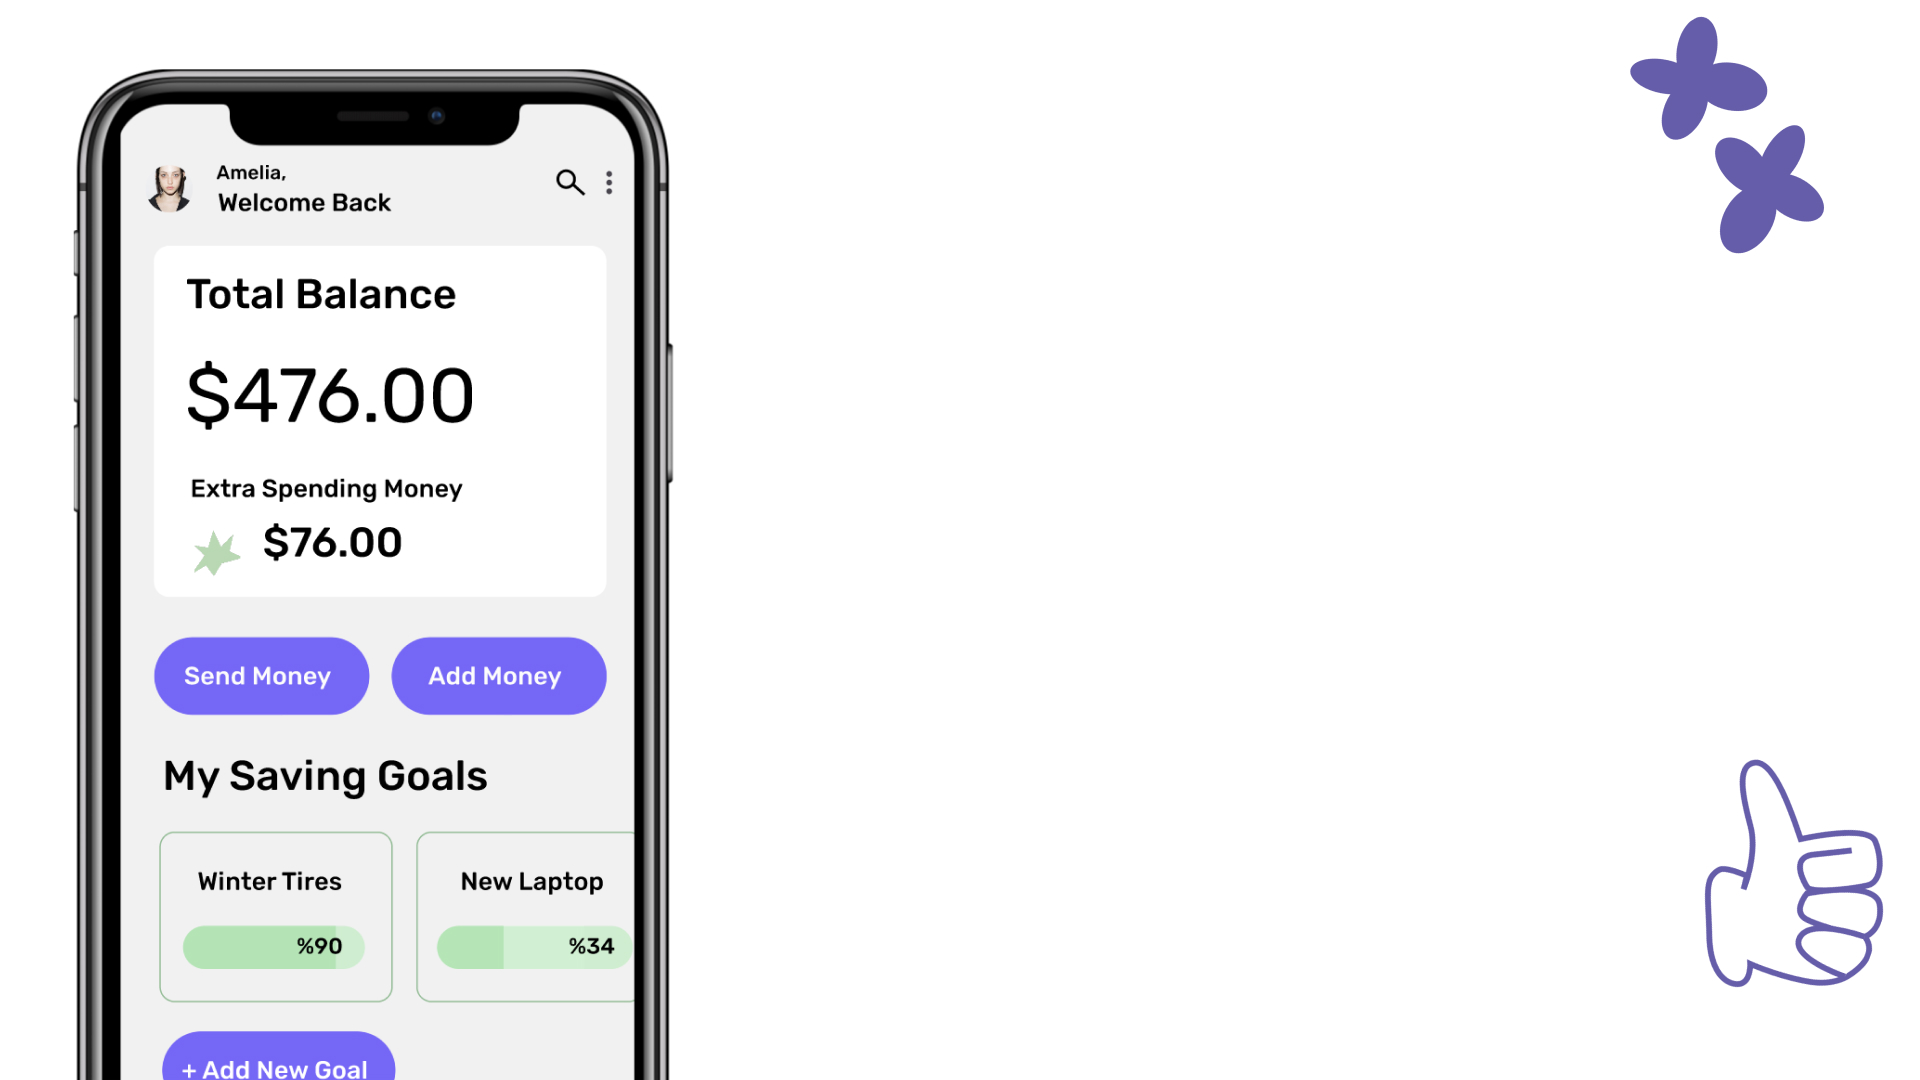 Amelia,
Welcome Back
Total Balance
$476.00
Extra Spending Money
$76.00
Send Money
Add Money
My Saving Goals
Winter Tires
New Laptop
%90
%34
+ Add New Goal